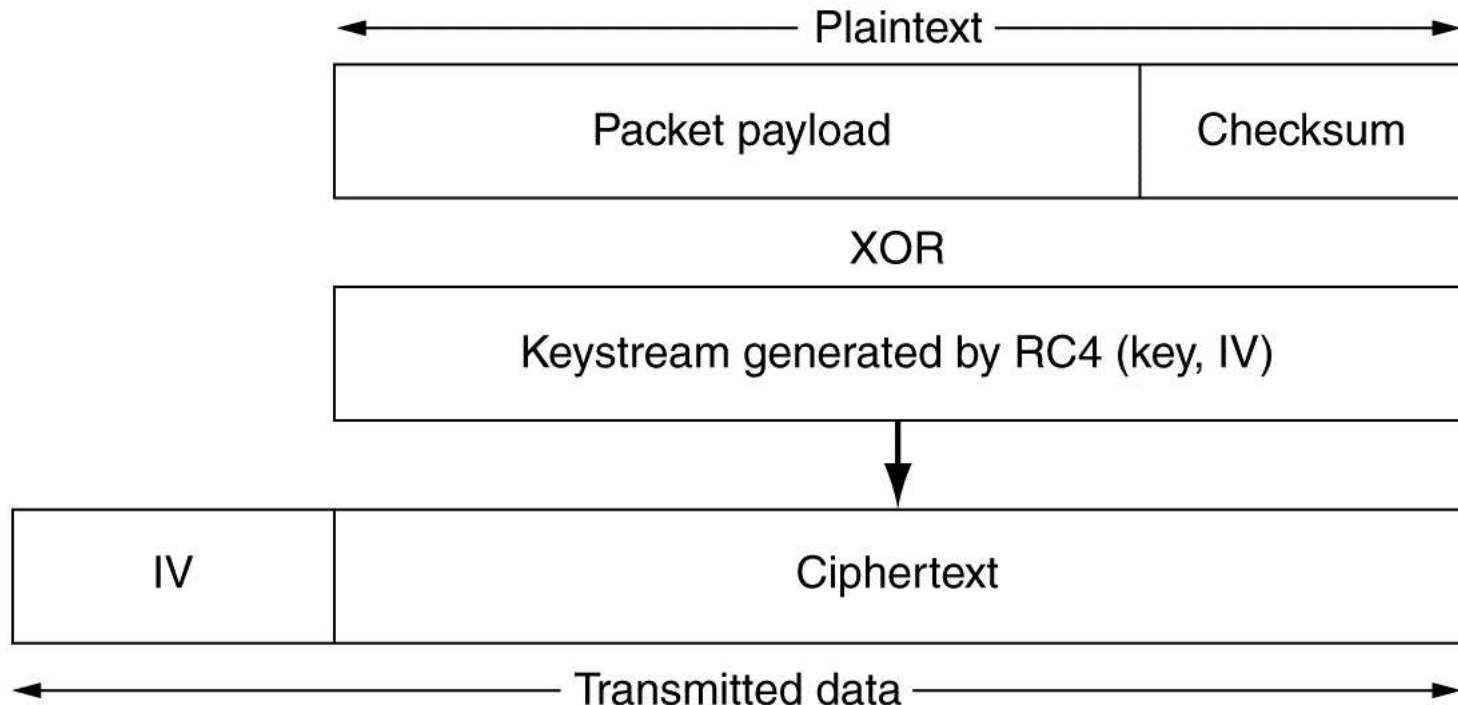 Plaintext
Packet payload Checksum
XOR
Keystream generated by RC4 (key, IV)
IV Ciphertext
Transmitted data